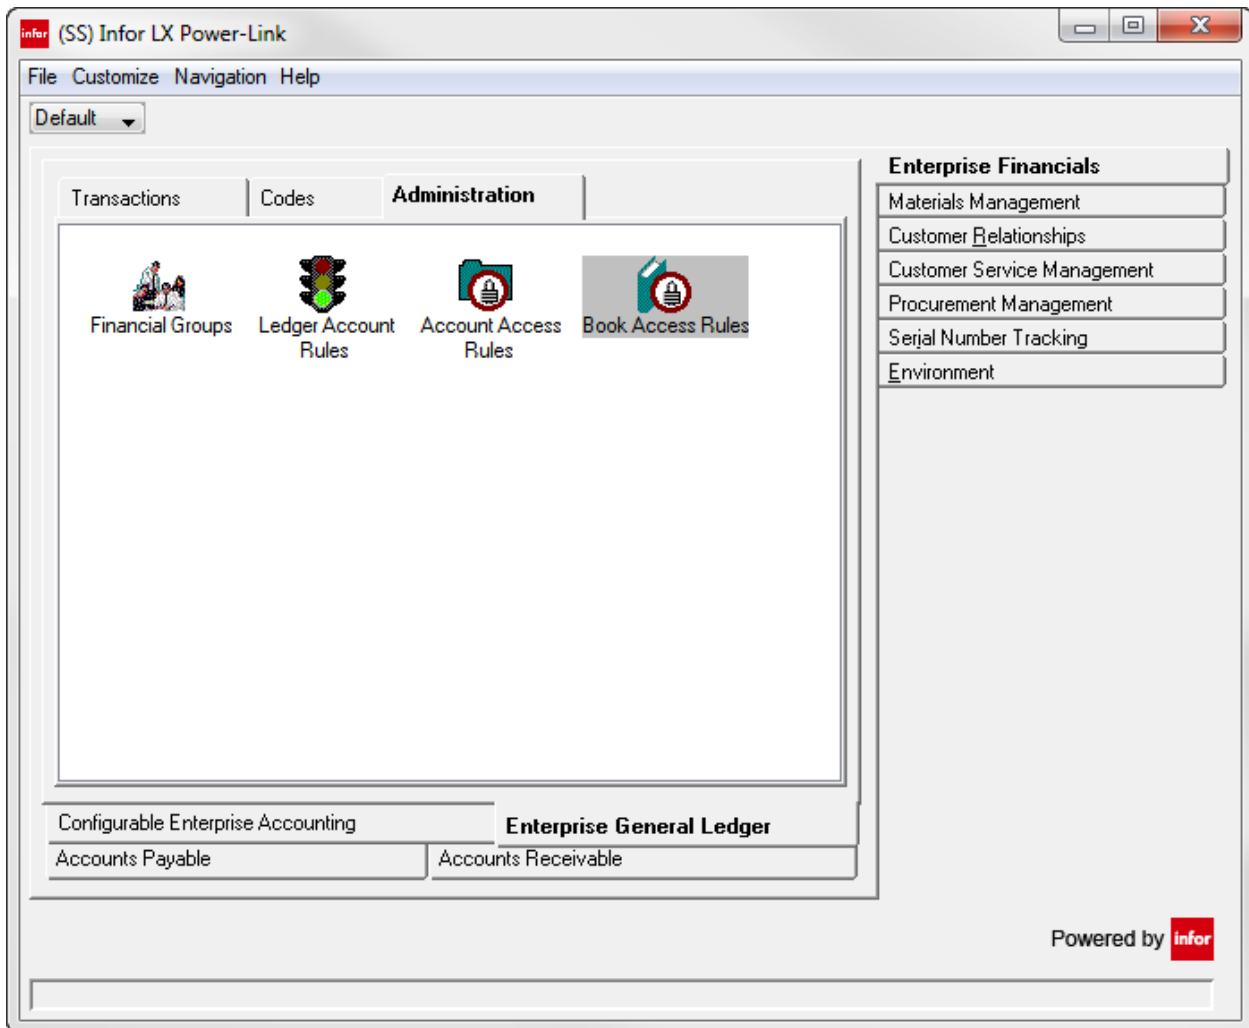 infor (SS) Infor LX Power-Link
File Customize Navigation Help
Default
Transactions Codes Administration
Financial Groups
Ledger Account
Rules
Account Access
Rules
Book Access Rules
Configurable Enterprise Accounting
Enterprise General Ledger
Accounts Payable
Accounts Receivable
Enterprise Financials
Materials Management
Customer Relationships
Customer Service Management
Procurement Management
Serial Number Tracking
Environment
Powered by infor